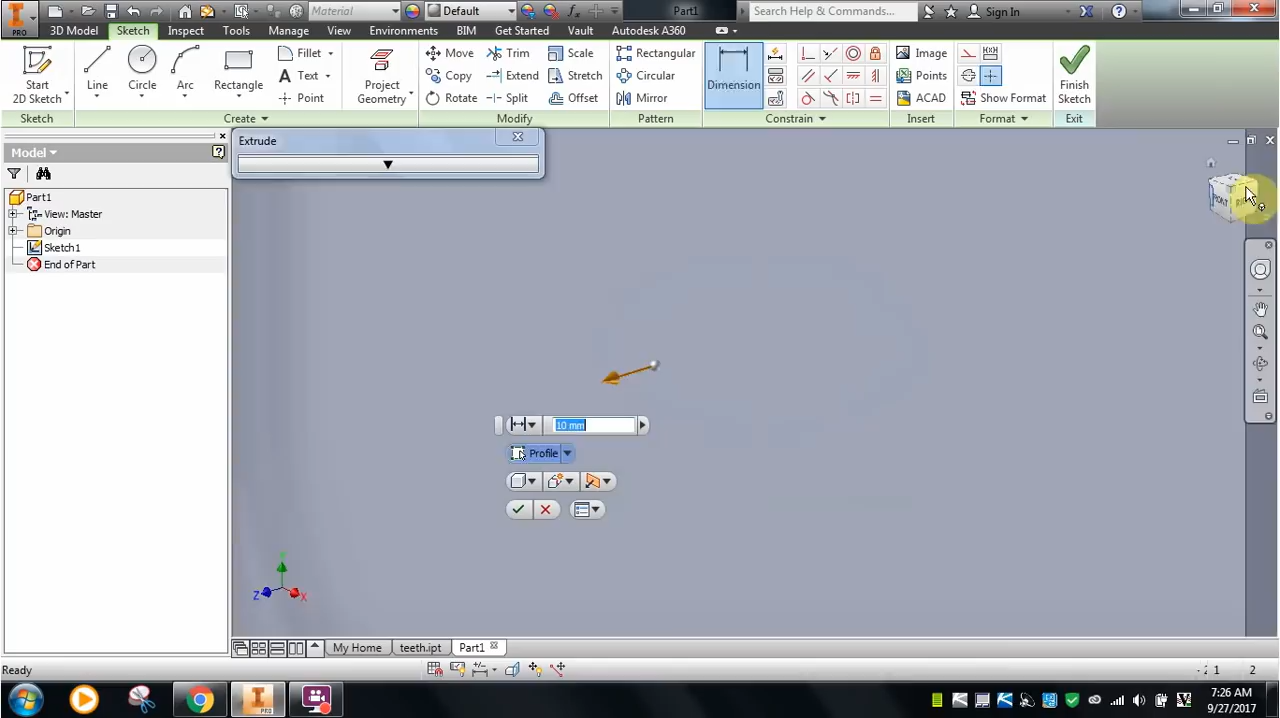 Material
Default
Part1
Search Help & Commands...
Sign In
PRO
3D Model
Sketch
Inspect
Tools
Manage
View
Environments
BIM
Get Started
Vault
Autodesk A360
Start
2D Sketch
Line
Circle
Arc
Rectangle
Fillet
Text
Point
Project
Geometry
Move
Copy
Rotate
Trim
Extend
Split
Scale
Stretch
Offset
Rectangular
Circular
Mirror
Dimension
Image
Points
ACAD
Show Format
Finish
Sketch
Sketch
Create
Modify
Pattern
Constrain
Insert
Format
Exit
Model
Extrude
Part1
View: Master
Origin
Sketch1
End of Part
FRONT
10 mm
Profile
Y
Z
X
My Home
teeth.ipt
Part1
Ready
1
2
PRO
7:26 AM
9/27/2017